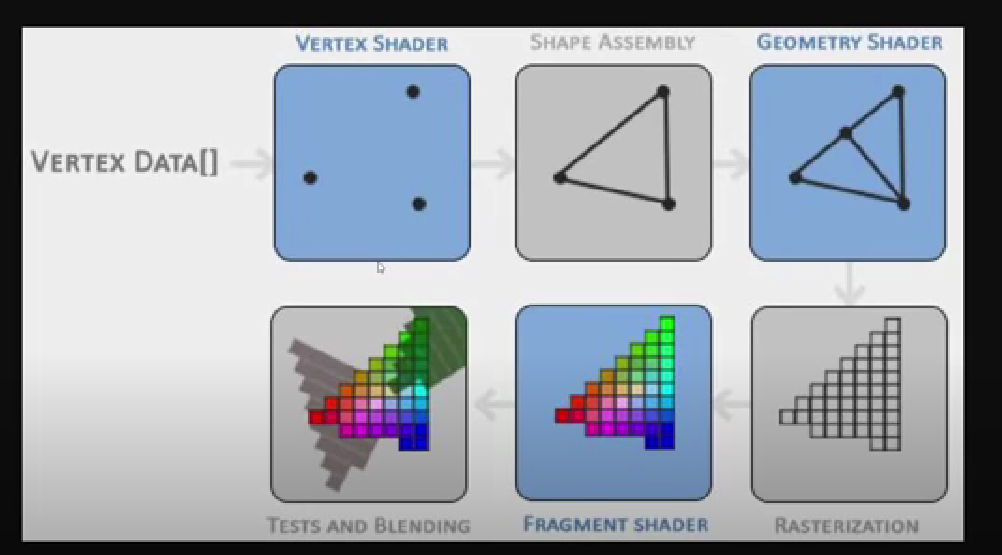 VERTEX SHADER
SHAPE ASSEMBLY
GEOMETRY SHADER
VERTEX DATA[]
TESTS AND BLENDING
FRAGMENT SHADER
RASTERIZATION